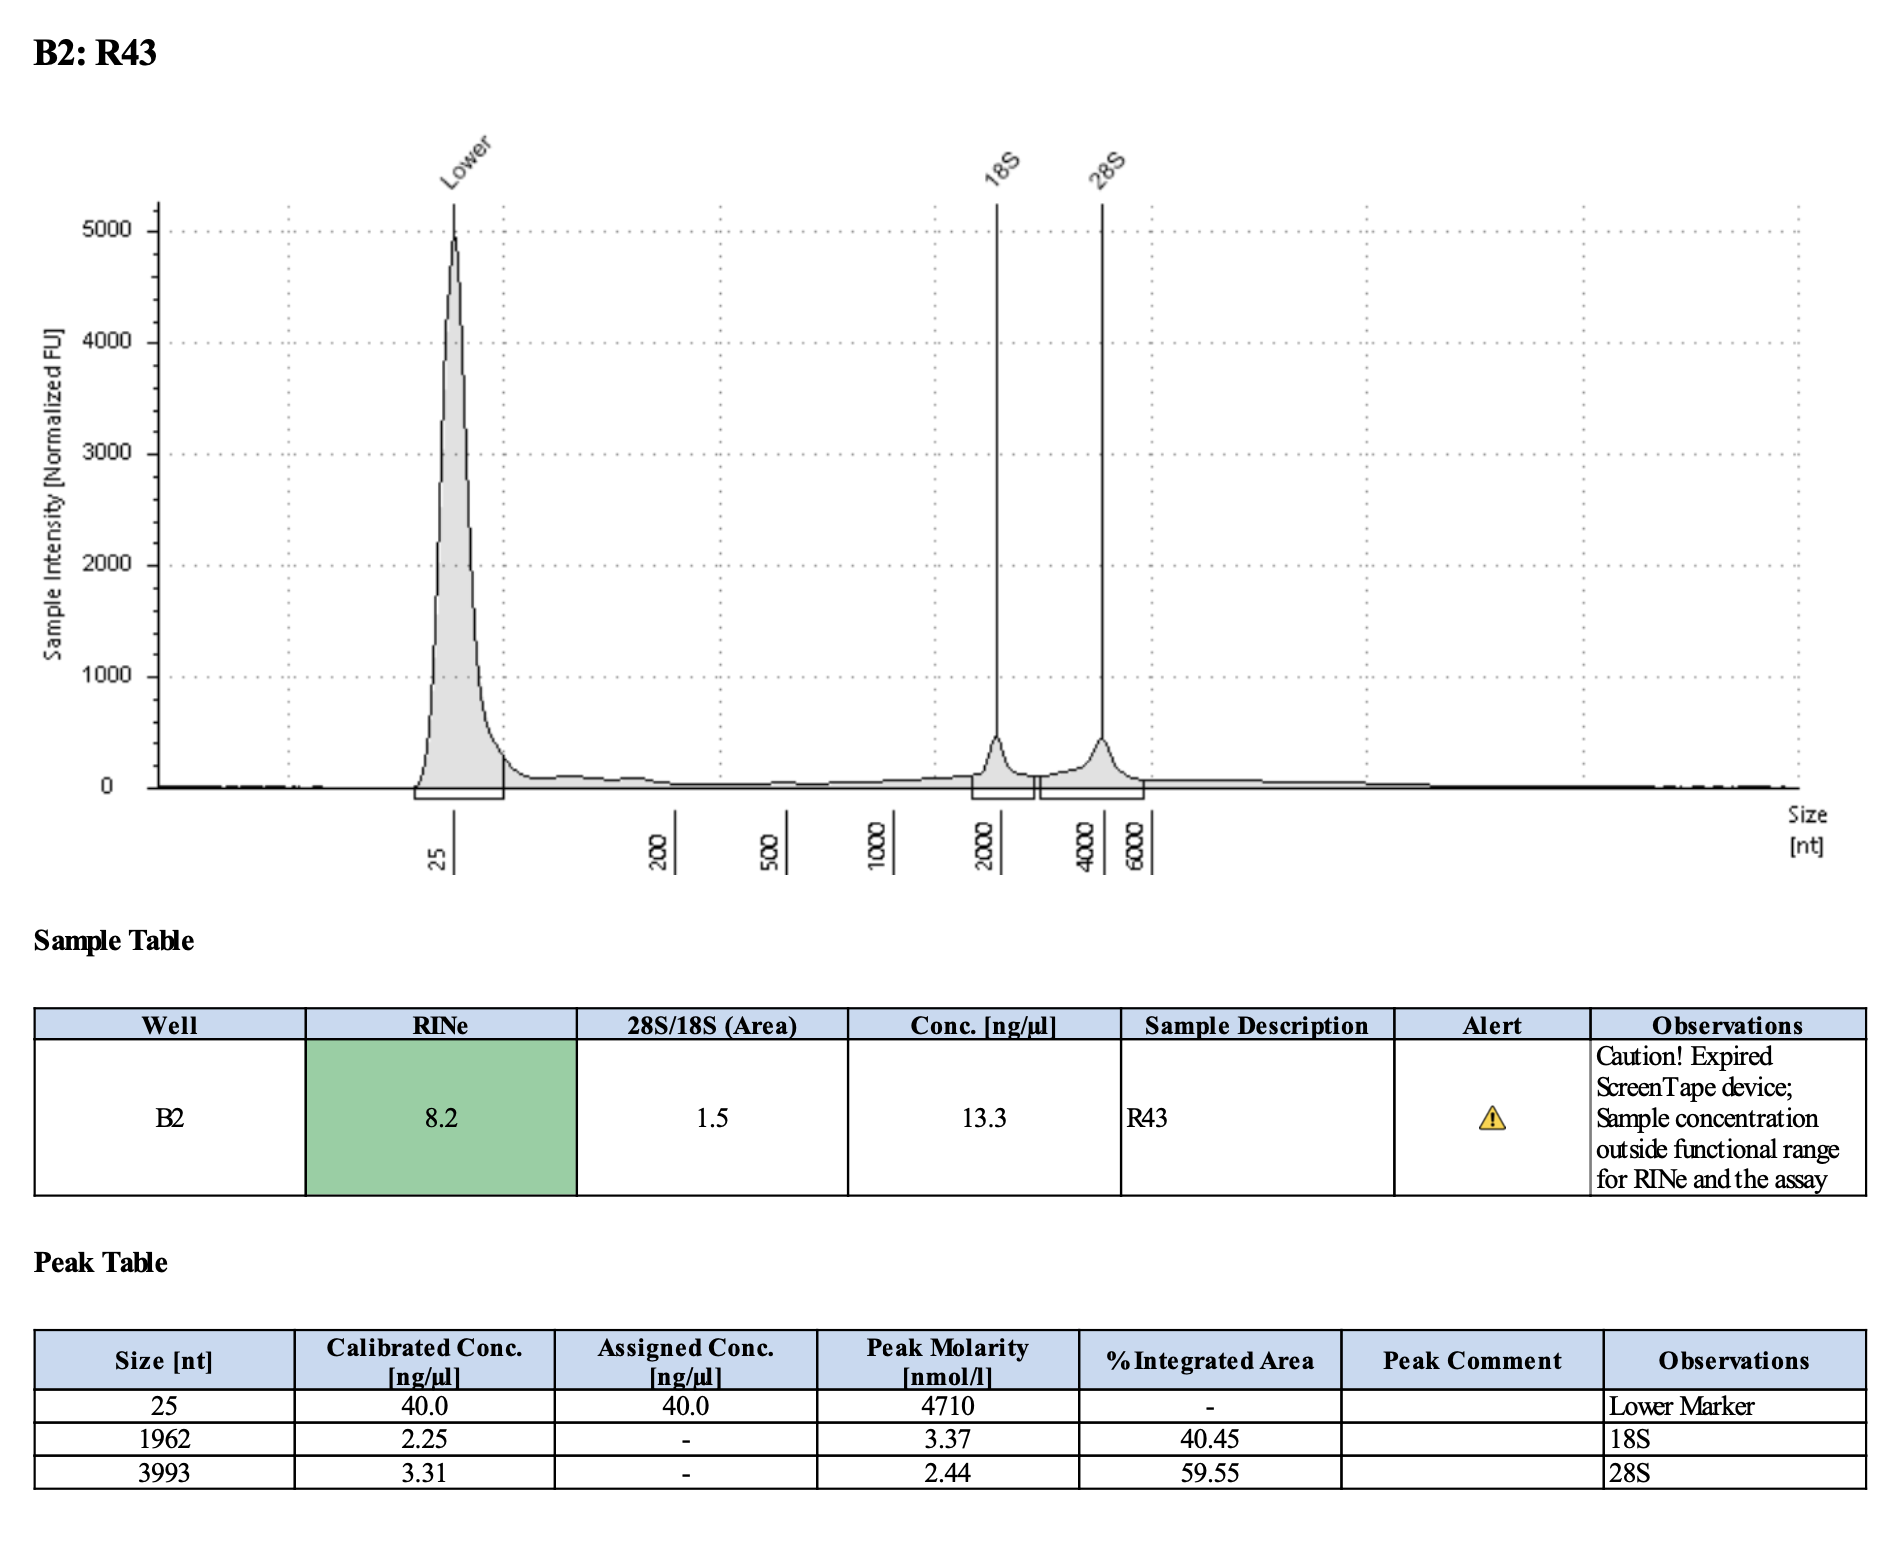 B2: R43
Lower
18S
28S
5000
4000
3000
2000
1000
0
Sample Intensity [Normalized FU]
Size
[nt]
25
200
500
1000
2000
4000
6000
Sample Table
Well RINe 28S/18S (Area) Conc. [ng/µl] Sample Description Alert Observations
B2 8.2 1.5 13.3 R43
Caution! Expired
ScreenTape device;
Sample concentration
outside functional range
for RINe and the assay
Peak Table
Size [nt] Calibrated Conc. [ng/µl] Assigned Conc. [ng/µl] Peak Molarity [nmol/l] % Integrated Area Peak Comment Observations
25 40.0 40.0 4710 - Lower Marker
1962 2.25 - 3.37 40.45 18S
3993 3.31 - 2.44 59.55 28S